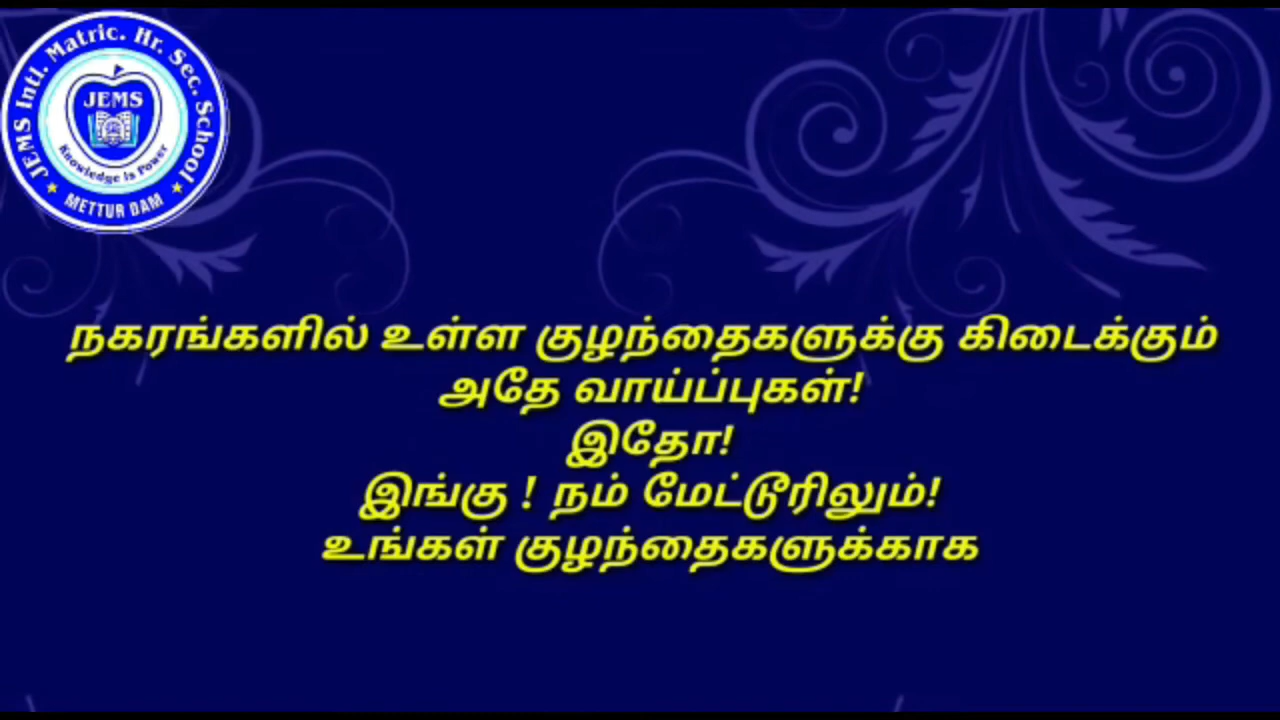 JEMS Intl. Matric. Hr. Sec. School
JEMS
Knowledge is Power
METTUR DAM
நகரங்களில் உள்ள குழந்தைகளுக்கு கிடைக்கும்
அதே வாய்ப்புகள்!
இதோ!
இங்கு ! நம் மேட்டூரிலும்!
உங்கள் குழந்தைகளுக்காக